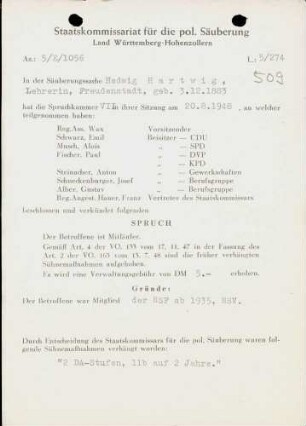 Staatskommissariat für die pol. Säuberung
Land Württemberg-Hohenzollern
Az: 5/S/1056
L: 5/274
509
In der Säuberungssache Hedwig Hartwig,
Lehrerin, Freudenstadt, geb. 3.12.1883
hat die Spruchkammer VII in ihrer Sitzung am 20.8.1948, an welcher
teilgenommen haben:
Reg.Ass. Wax Vorsitzender
Schwarz, Emil Beisitzer — CDU
Munch, Alois „ — SPD
Fischer, Paul „ — DVP
„ — KPD
Steimacher, Anton „ — Gewerkschaften
Schneckenburger, Josef „ — Berufsgruppe
Alber, Gustav „ — Berufsgruppe
Reg.Angest. Hainer, Franz Vertreter des Staatskommissars
beschlossen und verkündet folgenden
SPRUCH
Der Betroffene ist Mitläufer.
Gemäß Art. 4 der VO. 133 vom 17. 11. 47 in der Fassung des
Art. 2 der VO. 165 vom 13. 7. 48 sind die früher verhängten
Sühnemaßnahmen aufgehoben.
Es wird eine Verwaltungsgebühr von DM 5.- erhoben.
Gründe:
Der Betroffene war Mitglied der NSF ab 1935, NSV.
Durch Entscheidung des Staatskommissars für die pol. Säuberung waren fol-
gende Sühnemaßnahmen verhängt worden:
"2 DA-Stufen, 11b auf 2 Jahre."